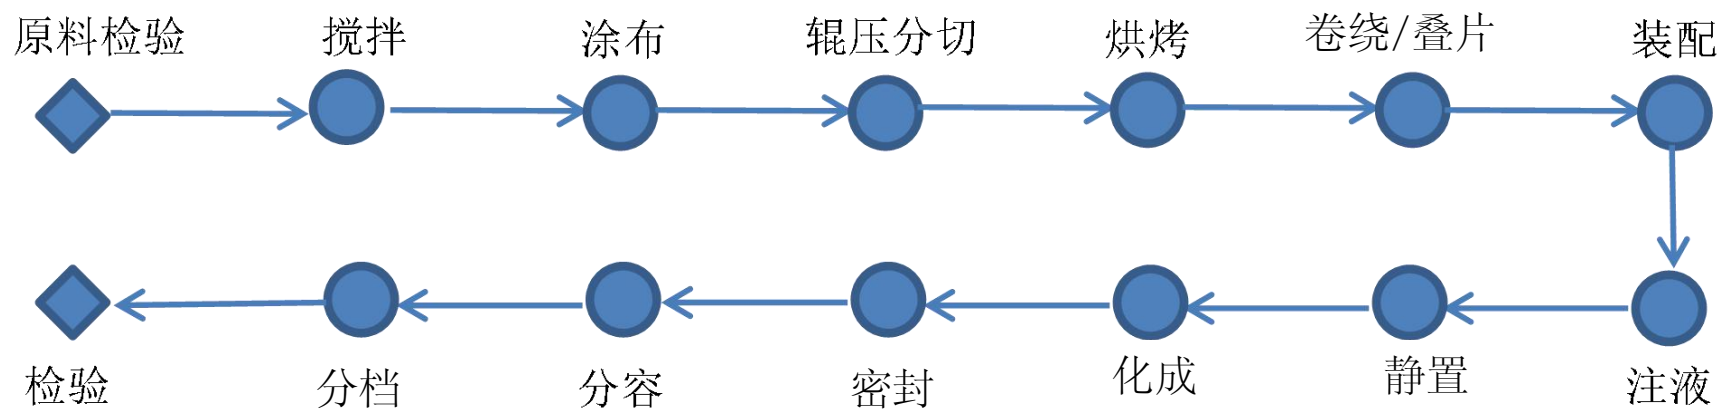 原料检验 搅拌 涂布 辊压分切 烘烤 卷绕/叠片 装配
检验 分档 分容 密封 化成 静置 注液